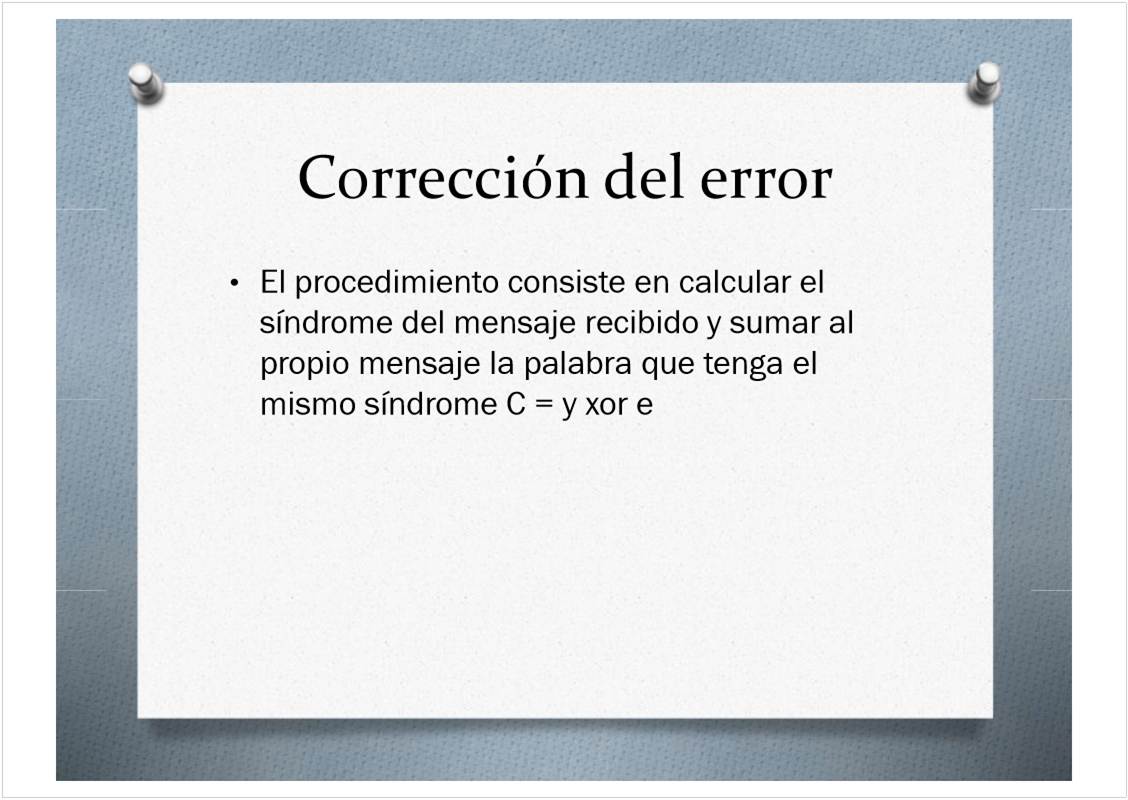 Corrección del error
• El procedimiento consiste en calcular el
síndrome del mensaje recibido y sumar al
propio mensaje la palabra que tenga el
mismo síndrome C = y xor e